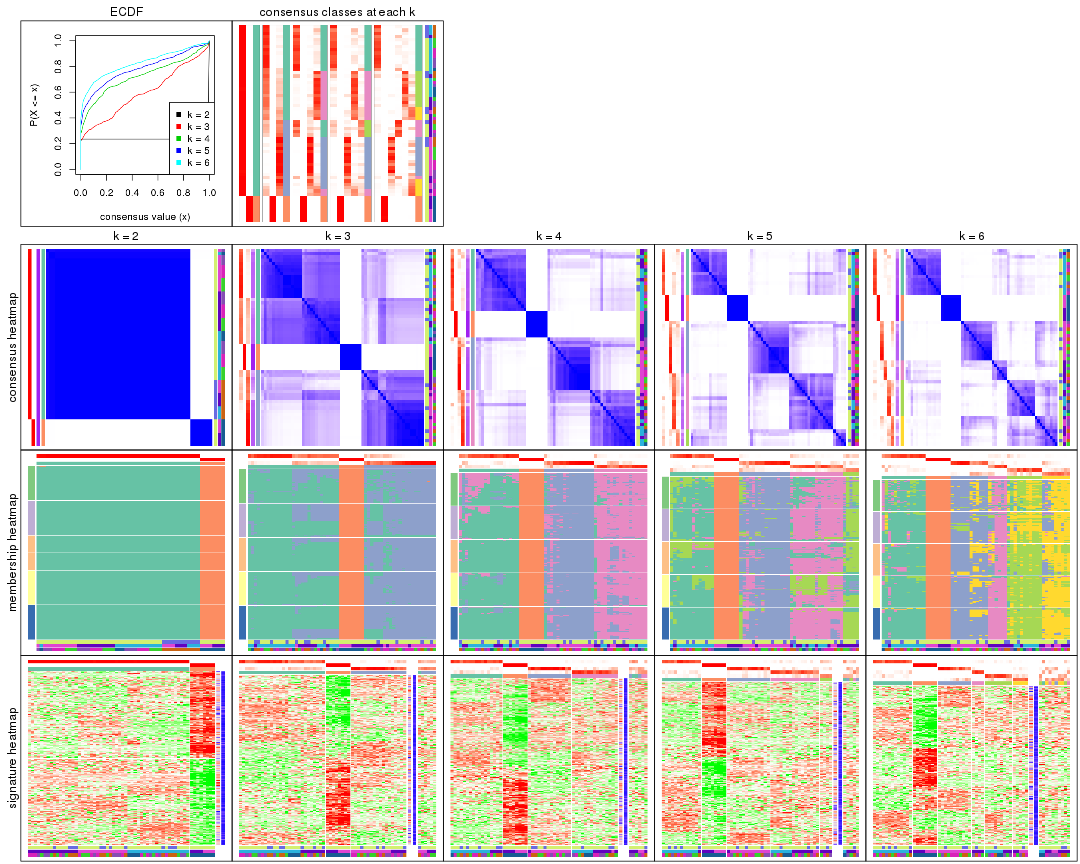 ECDF
consensus classes at each k
P(X <= x)
1.0
0.8
0.6
0.4
0.2
0.0
k = 2
k = 3
k = 4
k = 5
k = 6
0.0 0.2 0.4 0.6 0.8 1.0
consensus value (x)
k = 2
k = 3
k = 4
k = 5
k = 6
consensus heatmap
membership heatmap
signature heatmap